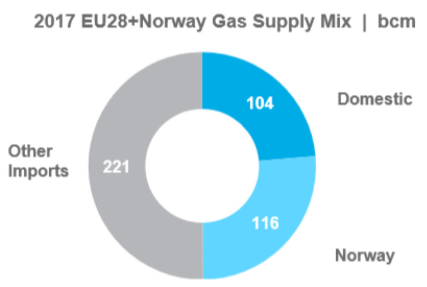 2017 EU28+Norway Gas Supply Mix | bcm
104
Domestic
Other
Imports
221
116
Norway